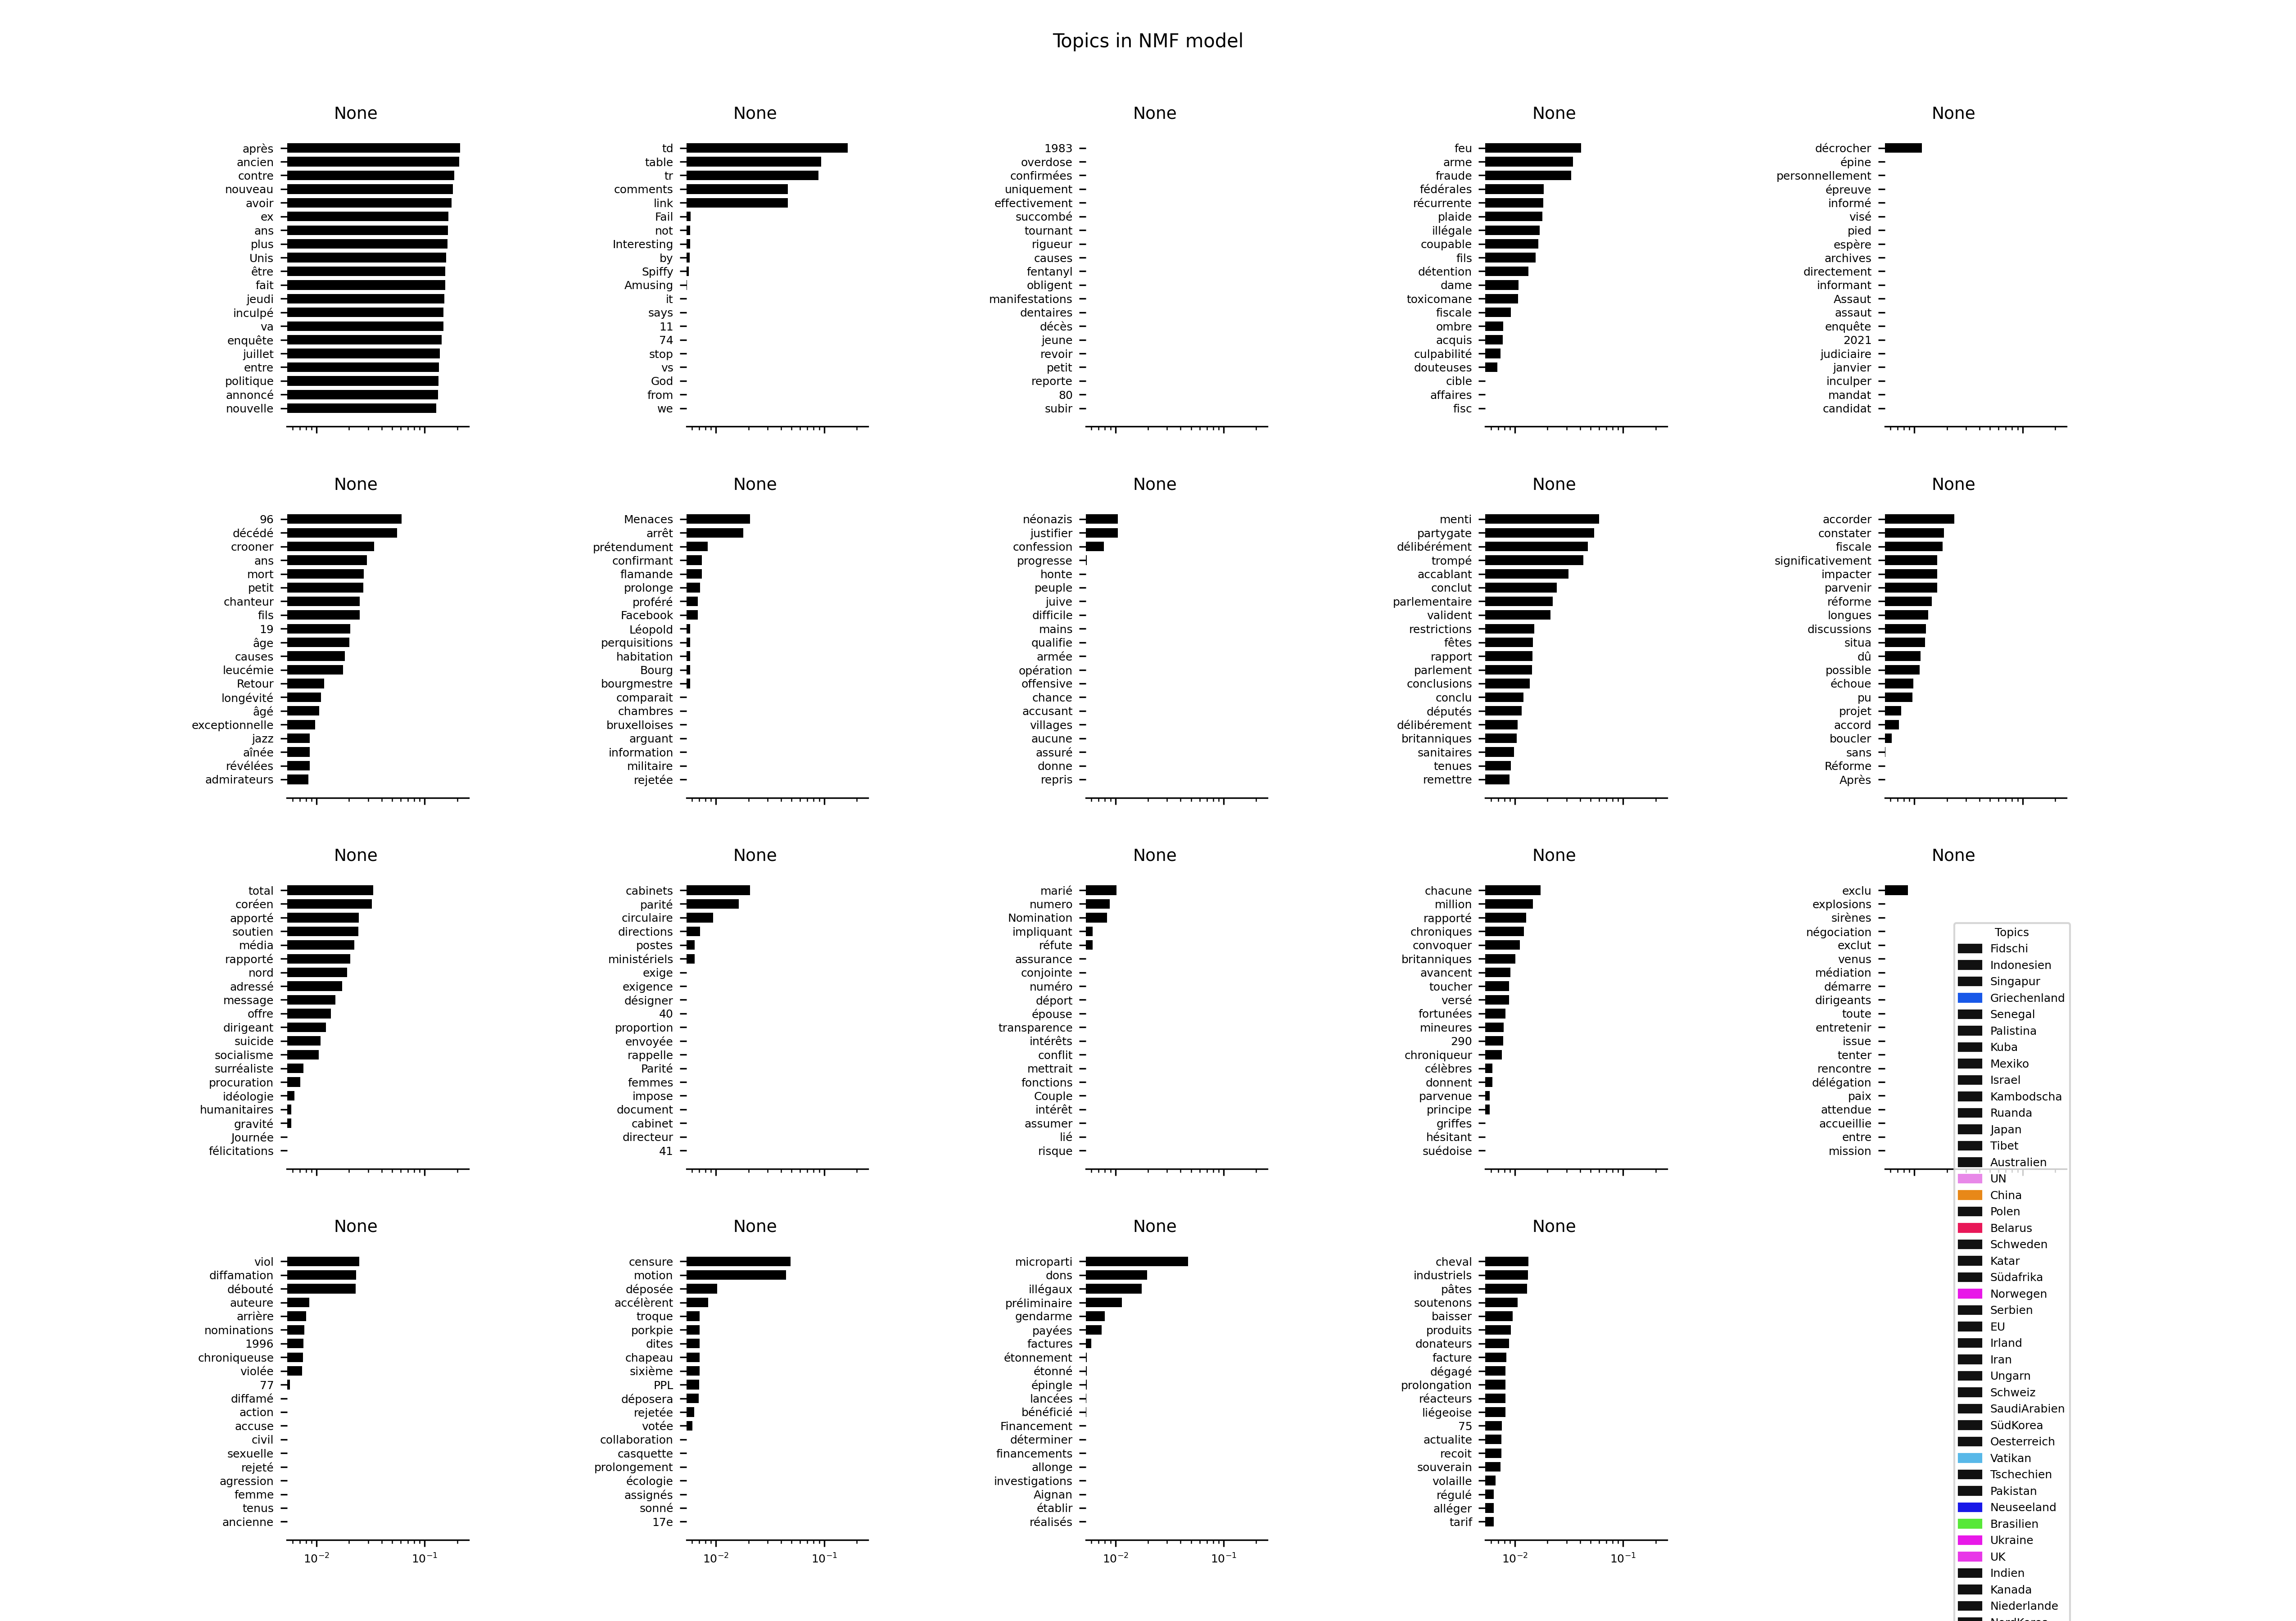 Topics in NMF model
None
après
ancien
contre
nouveau
avoir
ex
ans
plus
Unis
être
fait
jeudi
inculpé
va
enquête
juillet
entre
politique
annoncé
nouvelle
None
td
table
tr
comments
link
Fail
not
Interesting
by
Spiffy
Amusing
it
says
11
74
stop
vs
God
from
we
None
1983
overdose
confirmées
uniquement
effectivement
succombé
tournant
rigueur
causes
fentanyl
obligent
manifestations
dentaires
décès
jeune
revoir
petit
reporte
80
subir
None
feu
arme
fraude
fédérales
récurrente
plaide
illégale
coupable
fils
détention
dame
toxicomane
fiscale
ombre
acquis
culpabilité
douteuses
cible
affaires
fisc
None
décrocher
épine
personnellement
épreuve
informé
visé
pied
espère
archives
directement
informant
Assaut
assaut
enquête
2021
judiciaire
janvier
inculper
mandat
candidat
None
96
décédé
crooner
ans
mort
petit
chanteur
fils
19
âge
causes
leucémie
Retour
longévité
âgé
exceptionnelle
jazz
aînée
révélées
admirateurs
None
Menaces
arrêt
prétendument
confirmant
flamande
prolonge
proféré
Facebook
Léopold
perquisitions
habitation
Bourg
bourgmestre
comparait
chambres
bruxelloises
arguant
information
militaire
rejetée
None
néonazis
justifier
confession
progresse
honte
peuple
juive
difficile
mains
qualifie
armée
opération
offensive
chance
accusant
villages
aucune
assuré
donne
repris
None
menti
partygate
délibérément
trompé
accablant
conclut
parlementaire
valident
restrictions
fêtes
rapport
parlement
conclusions
conclu
députés
délibérement
britanniques
sanitaires
tenues
remettre
None
accorder
constater
fiscale
significativement
impacter
parvenir
réforme
longues
discussions
situa
dû
possible
échoue
pu
projet
accord
boucler
sans
Réforme
Après
None
total
coréen
apporté
soutien
média
rapporté
nord
adressé
message
offre
dirigeant
suicide
socialisme
surréaliste
procuration
idéologie
humanitaires
gravité
Journée
félicitations
None
cabinets
parité
circulaire
directions
postes
ministériels
exige
exigence
désigner
40
proportion
envoyée
rappelle
Parité
femmes
impose
document
cabinet
directeur
41
None
marié
numero
Nomination
impliquant
réfute
assurance
conjointe
numéro
déport
épouse
transparence
intérêts
conflit
mettrait
fonctions
Couple
intérêt
assumer
lié
risque
None
chacune
million
rapporté
chroniques
convoquer
britanniques
avancent
toucher
versé
fortunées
mineures
290
chroniqueur
célèbres
donnent
parvenue
principe
griffes
hésitant
suédoise
None
exclu
explosions
sirènes
négociation
exclut
venus
médiation
démarre
dirigeants
toute
entretenir
issue
tenter
rencontre
délégation
paix
attendue
accueillie
entre
mission
None
viol
diffamation
débouté
auteure
arrière
nominations
1996
chroniqueuse
violée
77
diffamé
action
accuse
civil
sexuelle
rejeté
agression
femme
tenus
ancienne
10⁻² 10⁻¹
None
censure
motion
déposée
accélèrent
troque
porkpie
dites
chapeau
sixième
PPL
déposera
rejetée
votée
collaboration
casquette
prolongement
écologie
assignés
sonné
17e
10⁻² 10⁻¹
None
microparti
dons
illégaux
préliminaire
gendarme
payées
factures
étonnement
étonné
épingle
lancées
bénéficié
Financement
déterminer
financements
allonge
investigations
Aignan
établir
réalisés
10⁻² 10⁻¹
None
cheval
industriels
pâtes
soutenons
baisser
produits
donateurs
facture
dégagé
prolongation
réacteurs
liégeoise
75
actualite
recoit
souverain
volaille
régulé
alléger
tarif
10⁻² 10⁻¹
Topics
Fidschi
Indonesien
Singapur
Griechenland
Senegal
Palistina
Kuba
Mexiko
Israel
Kambodscha
Ruanda
Japan
Tibet
Australien
UN
China
Polen
Belarus
Schweden
Katar
Südafrika
Norwegen
Serbien
EU
Irland
Iran
Ungarn
Schweiz
SaudiArabien
SüdKorea
Oesterreich
Vatikan
Tschechien
Pakistan
Neuseeland
Brasilien
Ukraine
UK
Indien
Kanada
Niederlande